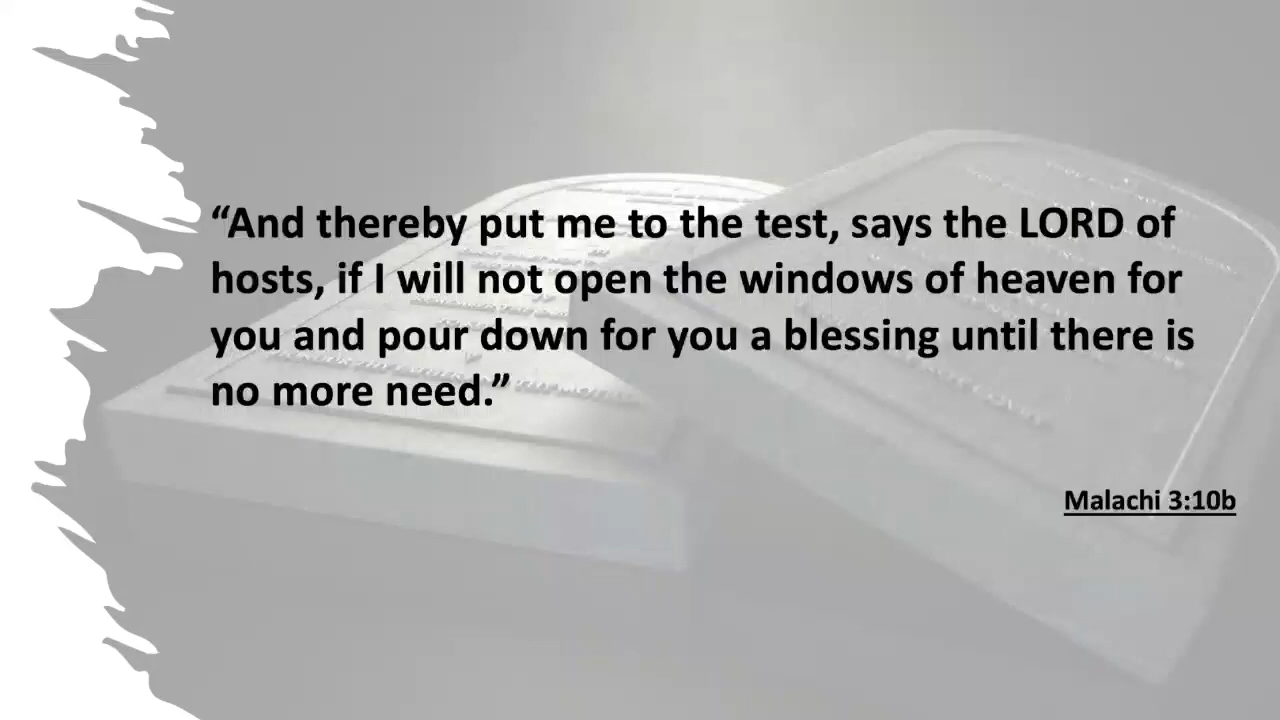 “And thereby put me to the test, says the LORD of
hosts, if I will not open the windows of heaven for
you and pour down for you a blessing until there is
no more need.”
Malachi 3:10b